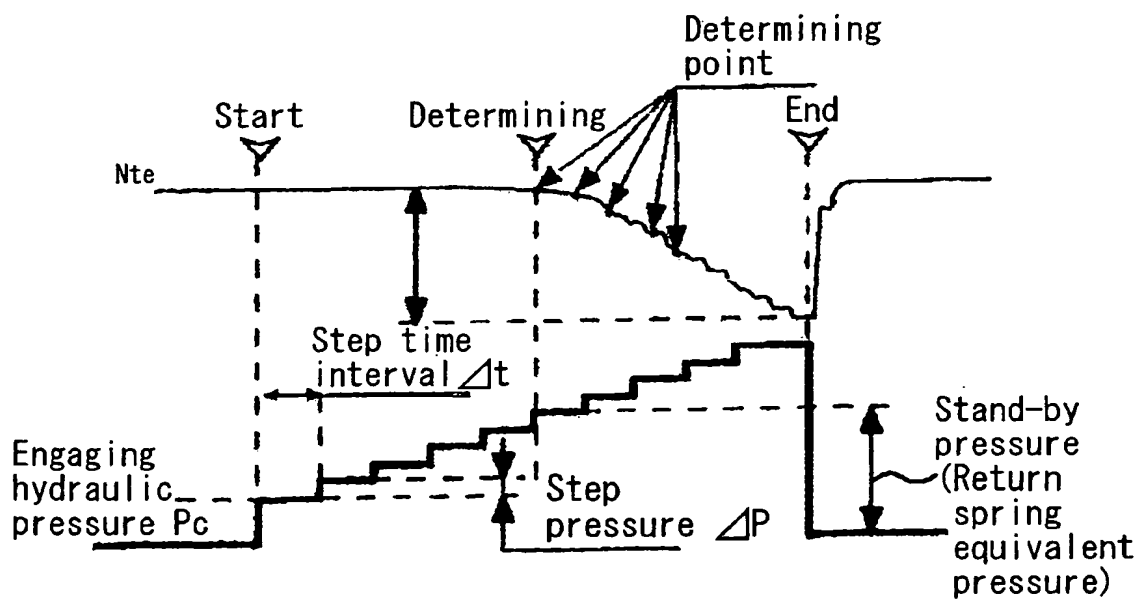 Determining
point
Start
Determining
End
Nte
Step time
interval ⊿t
Engaging
hydraulic
pressure Pc
Step
pressure ⊿P
Stand-by
pressure
(Return
spring
equivalent
pressure)